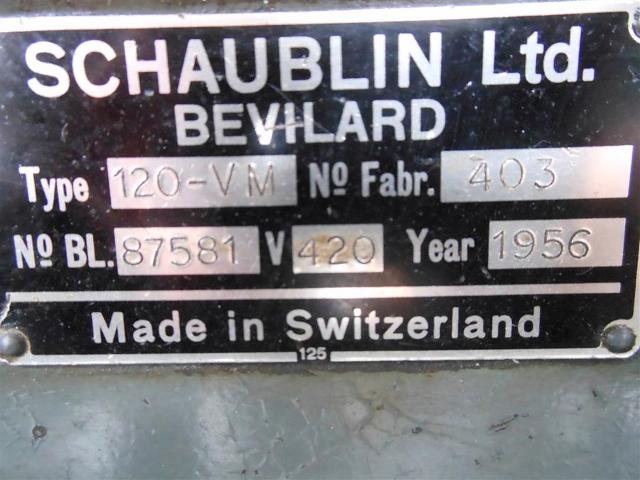 SCHAUBLIN Ltd.
BEVILARD
Type 120-VM Nº Fabr. 403
Nº BL. 87581 V 420 Year 1956
Made in Switzerland
125